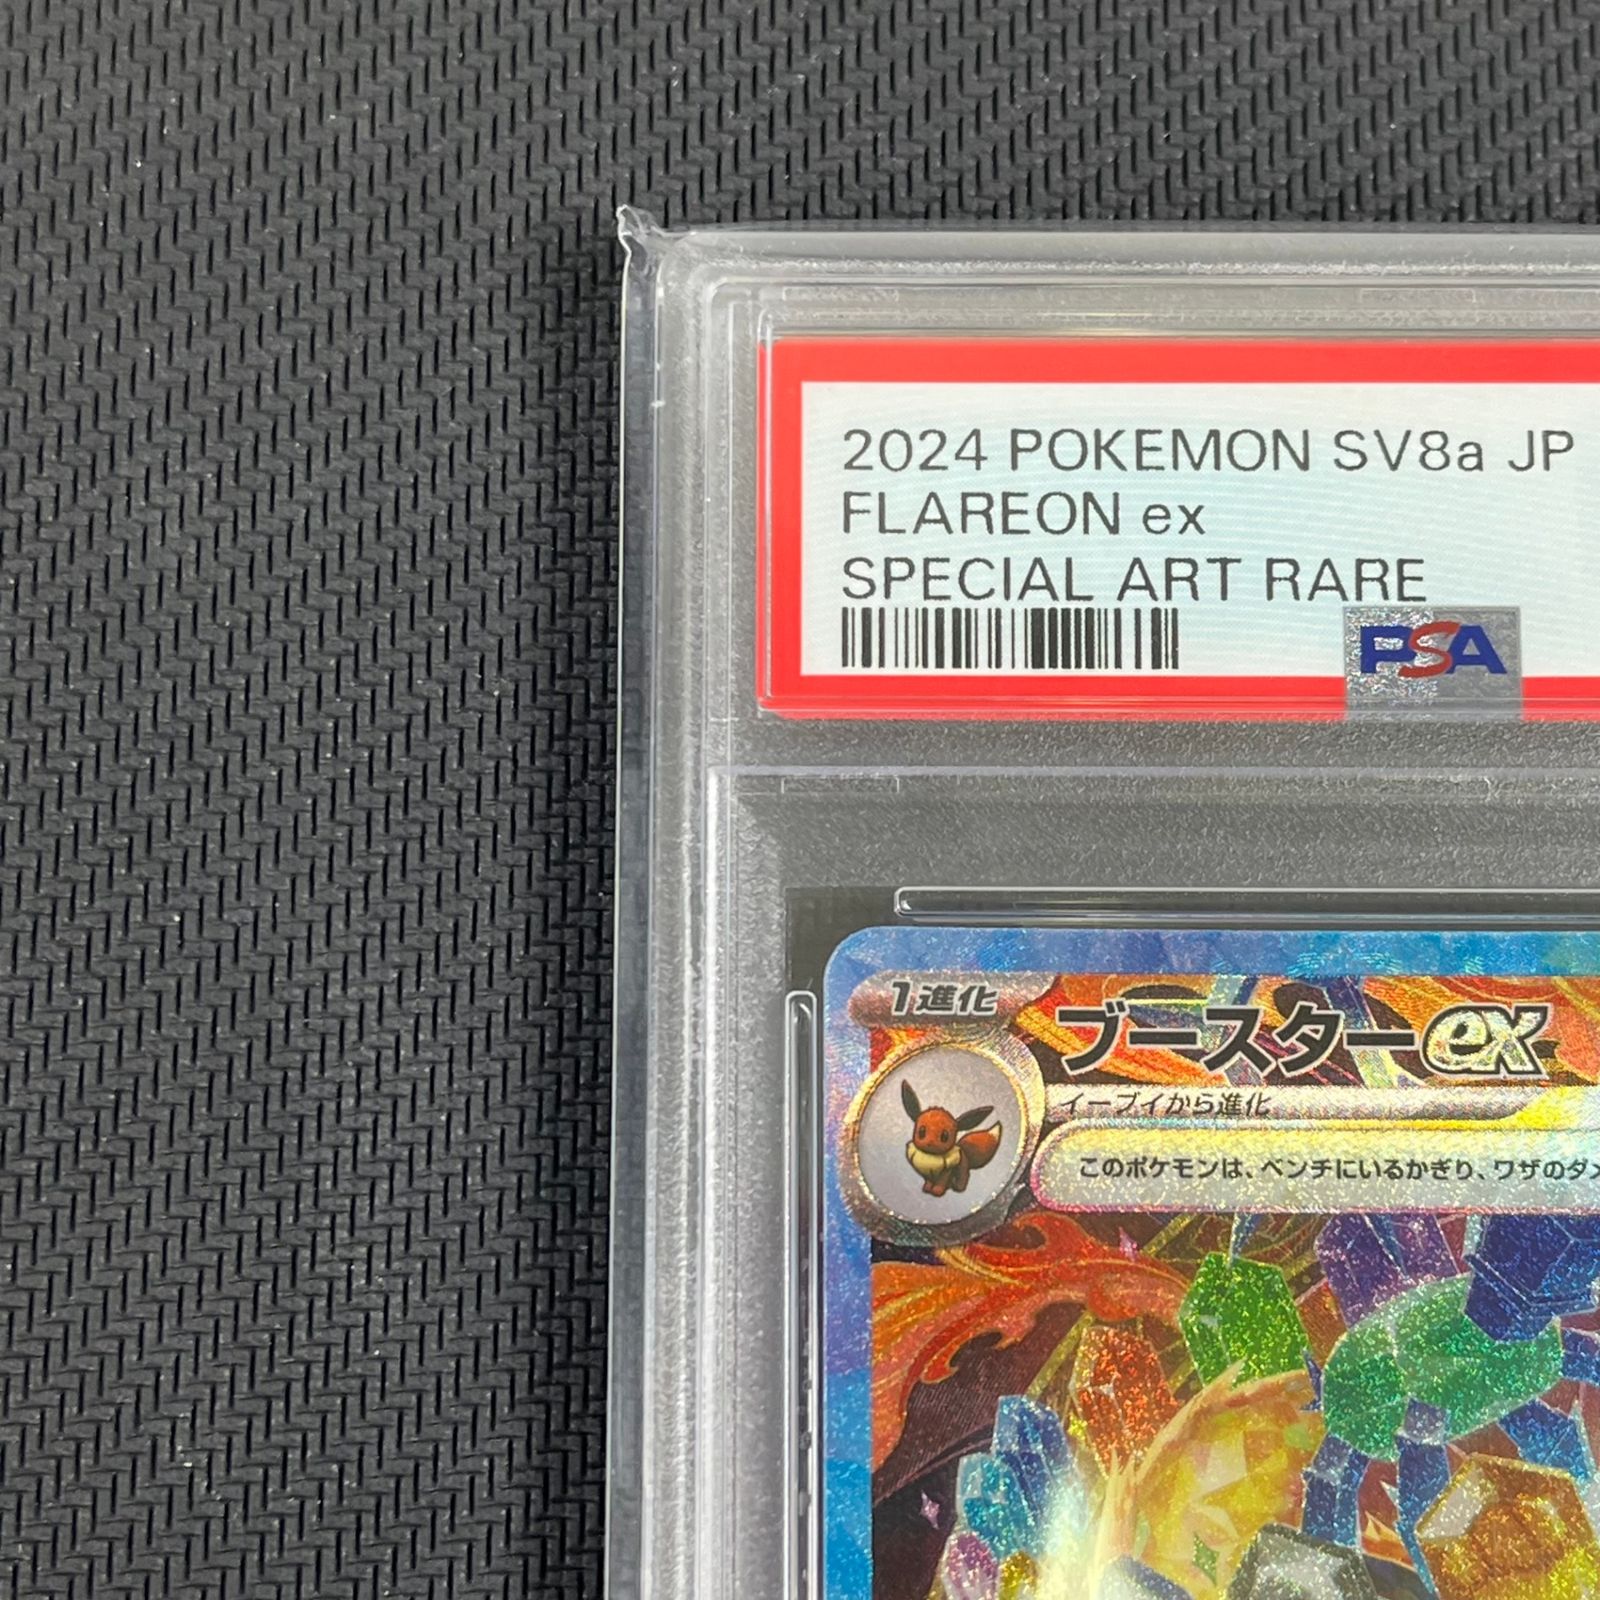 2024 POKEMON SV8a JP
FLAREON ex
SPECIAL ART RARE
PSA
1進化
ブースターex
イーブイから進化
このポケモンは、ベンチにいるかぎり、ワザのダメ